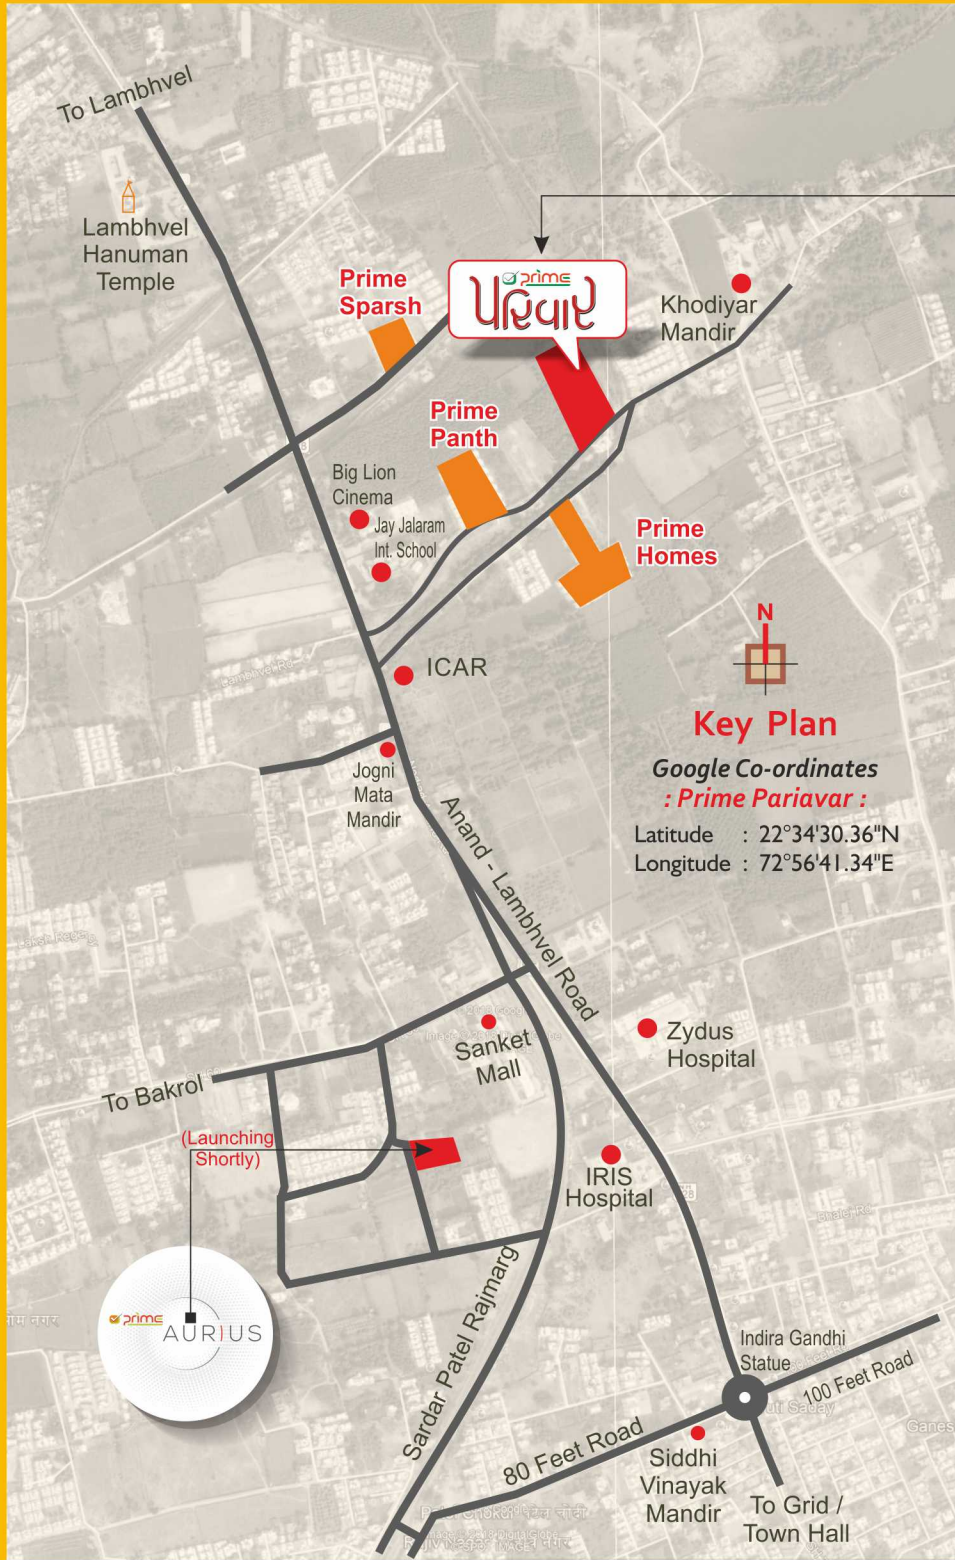 To Lambhvel
Lambhvel
Hanuman
Temple
Prime
Sparsh
prime
પરિવાર
Khodiyar
Mandir
Prime
Panth
Big Lion
Cinema
Jay Jalaram
Int. School
Prime
Homes
ICAR
Lambhvel Rd
N
Key Plan
Google Co-ordinates
: Prime Pariavar :
Latitude : 22°34'30.36"N
Longitude : 72°56'41.34"E
Jogni
Mata
Mandir
Anand - Lambhvel Road
Sanket
Mall
Zydus
Hospital
To Bakrol
(Launching
Shortly)
IRIS
Hospital
Bhalej Rd
prime
AURIUS
Sardar Patel Rajmarg
Indira Gandhi
Statue
100 Feet Road
80 Feet Road
Siddhi
Vinayak
Mandir
To Grid /
Town Hall